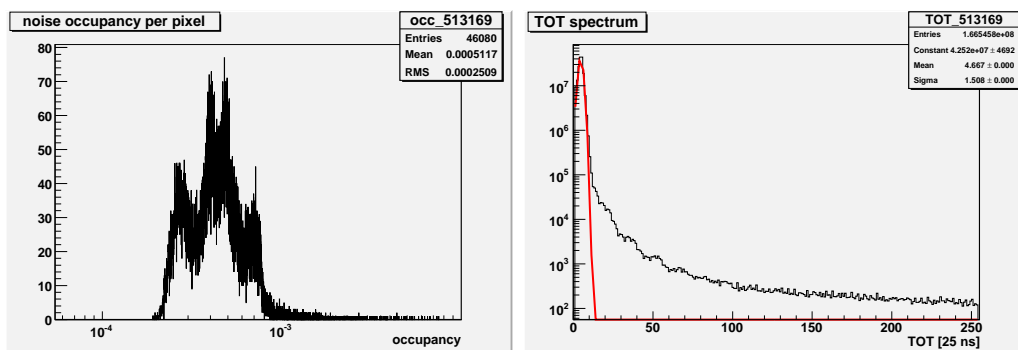 noise occupancy per pixel
occ_513169
Entries 46080
Mean 0.0005117
RMS 0.0002509
80
70
60
50
40
30
20
10
0
10-4 10-3
occupancy
TOT spectrum
TOT_513169
Entries 1.665458e+08
Constant 4.252e+07 ± 4692
Mean 4.667 ± 0.000
Sigma 1.508 ± 0.000
107
106
105
104
103
102
0 50 100 150 200 250
TOT [25 ns]